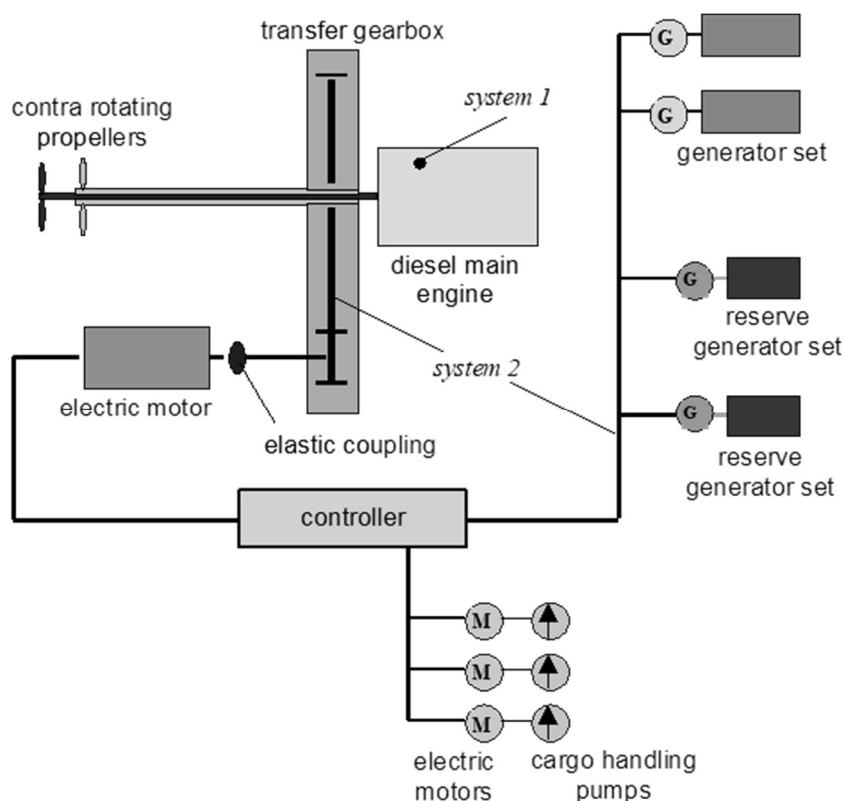 transfer gearbox
contra rotating
propellers
system 1
G
G
generator set
diesel main
engine
G
reserve
generator set
system 2
electric motor
elastic coupling
G
reserve
generator set
controller
M
M
M
electric
motors
cargo handling
pumps